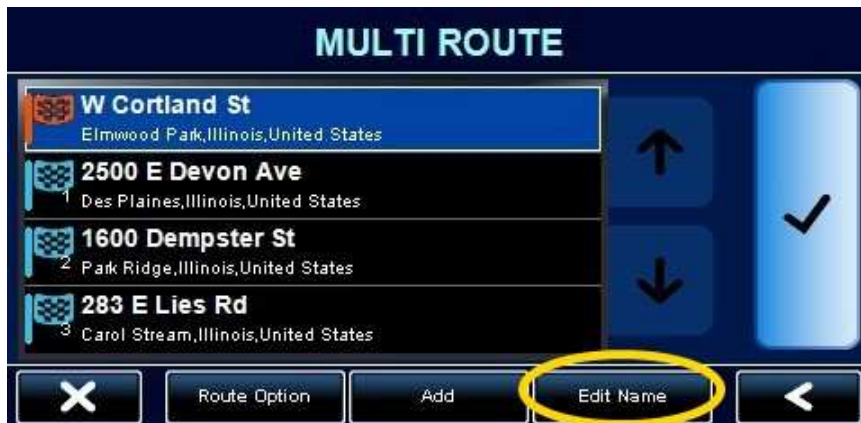 MULTI ROUTE
W Cortland St
Elmwood Park,Illinois,United States
2500 E Devon Ave
1 Des Plaines,Illinois,United States
1600 Dempster St
2 Park Ridge,Illinois,United States
283 E Lies Rd
3 Carol Stream,Illinois,United States
Route Option Add Edit Name